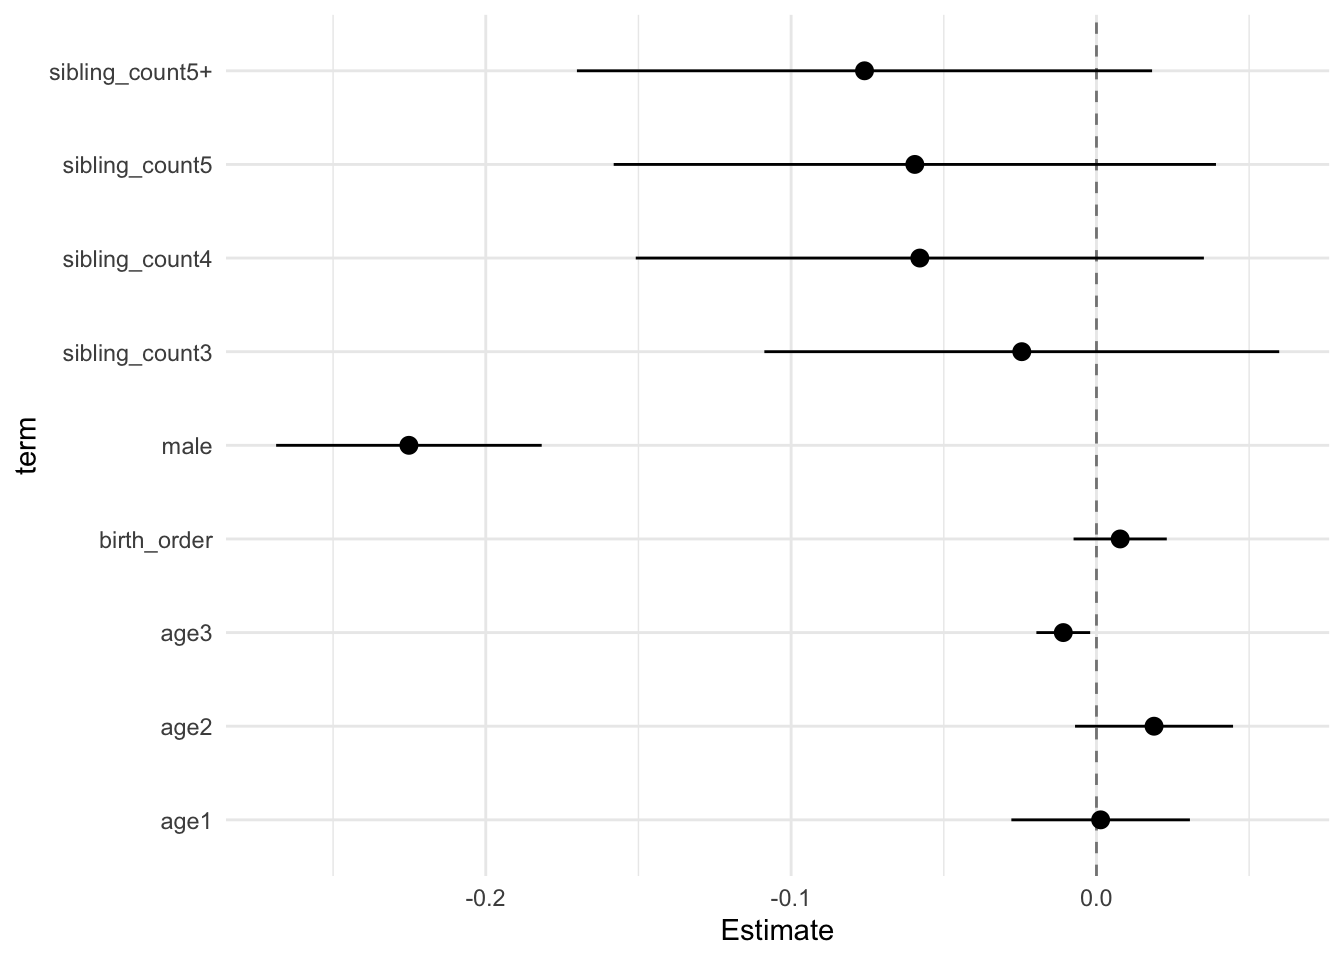 sibling_count5+
sibling_count5
sibling_count4
sibling_count3
male
birth_order
age3
age2
age1
term
-0.2
-0.1
0.0
Estimate